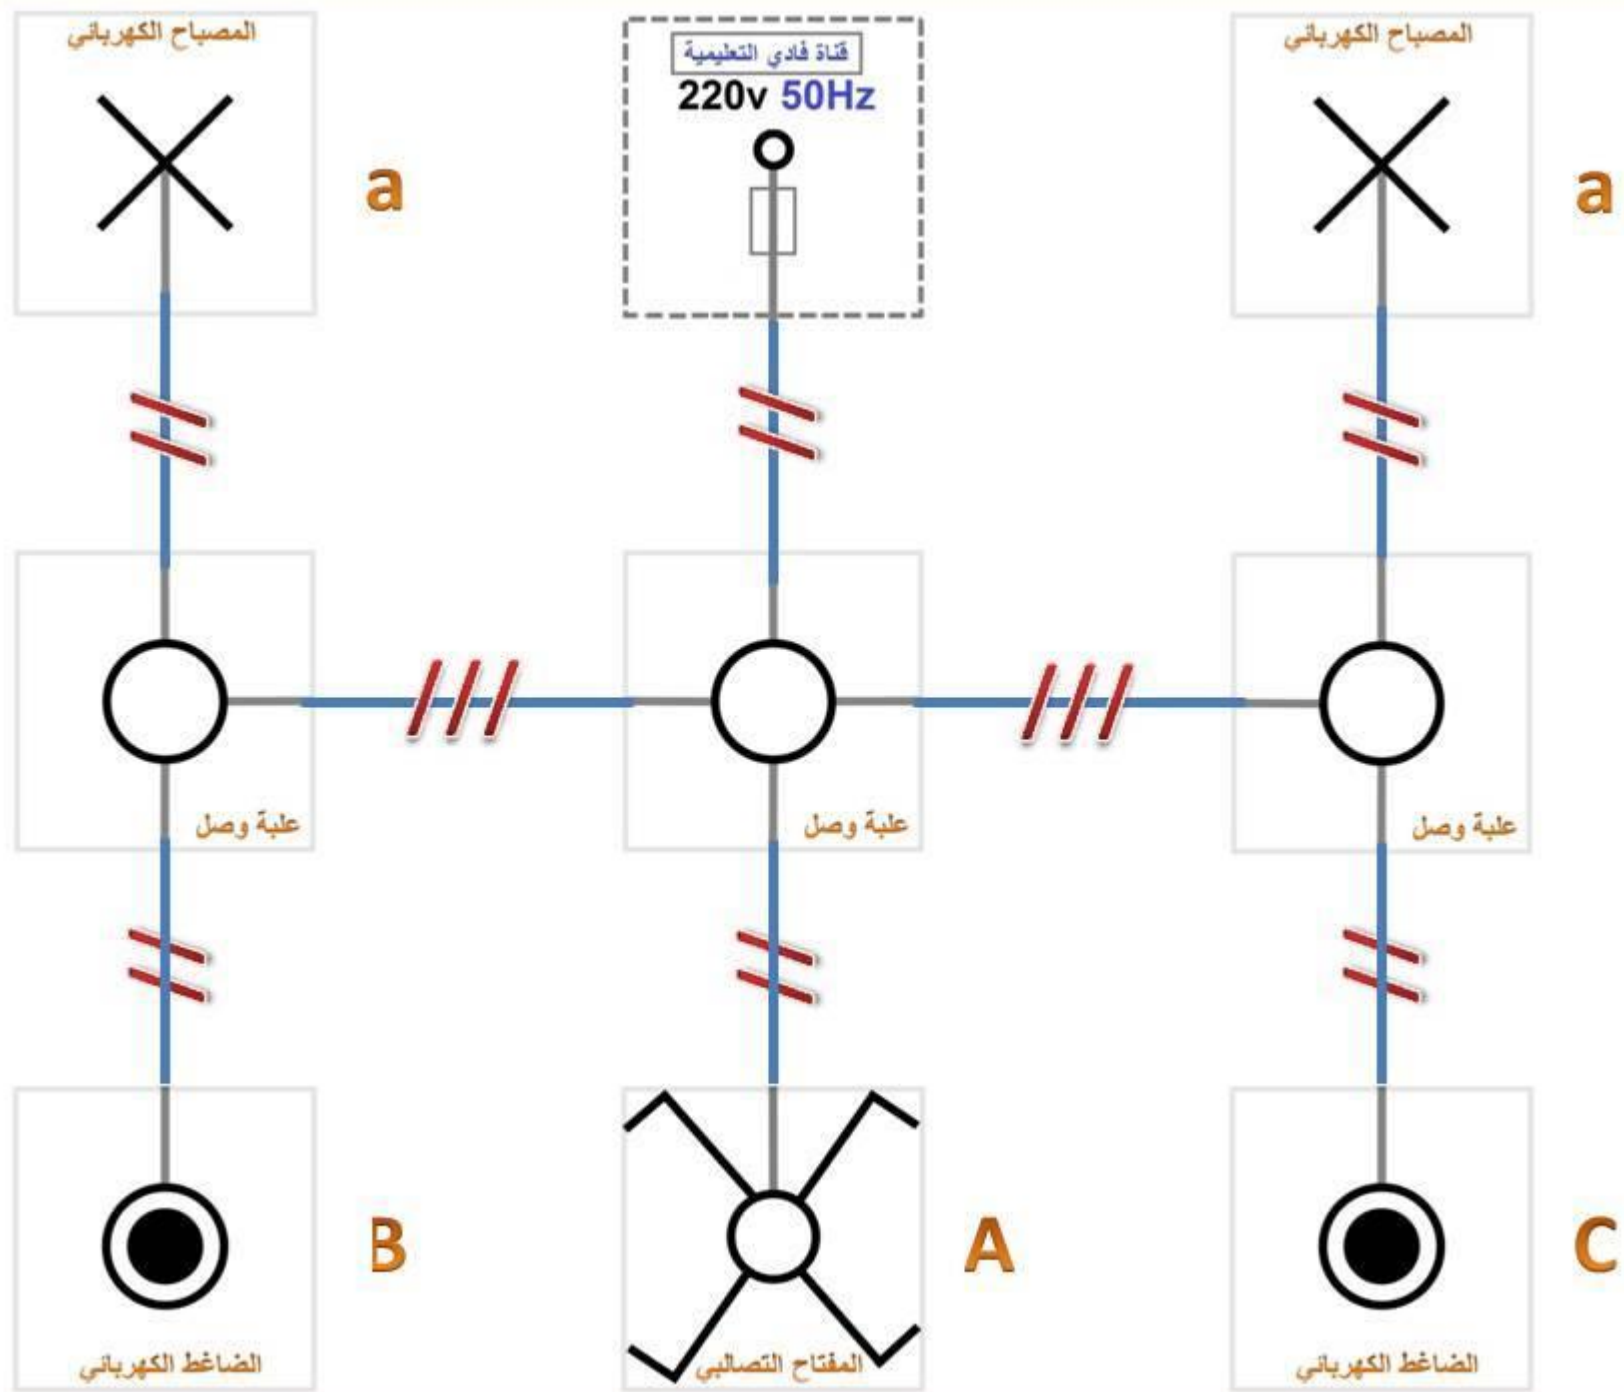 المصباح الكهربائي
قناة فادي التعليمية
220v 50Hz
المصباح الكهربائي
a
a
علبة وصل
علبة وصل
علبة وصل
B
A
C
الضاغط الكهربائي
المفتاح التصالبي
الضاغط الكهربائي